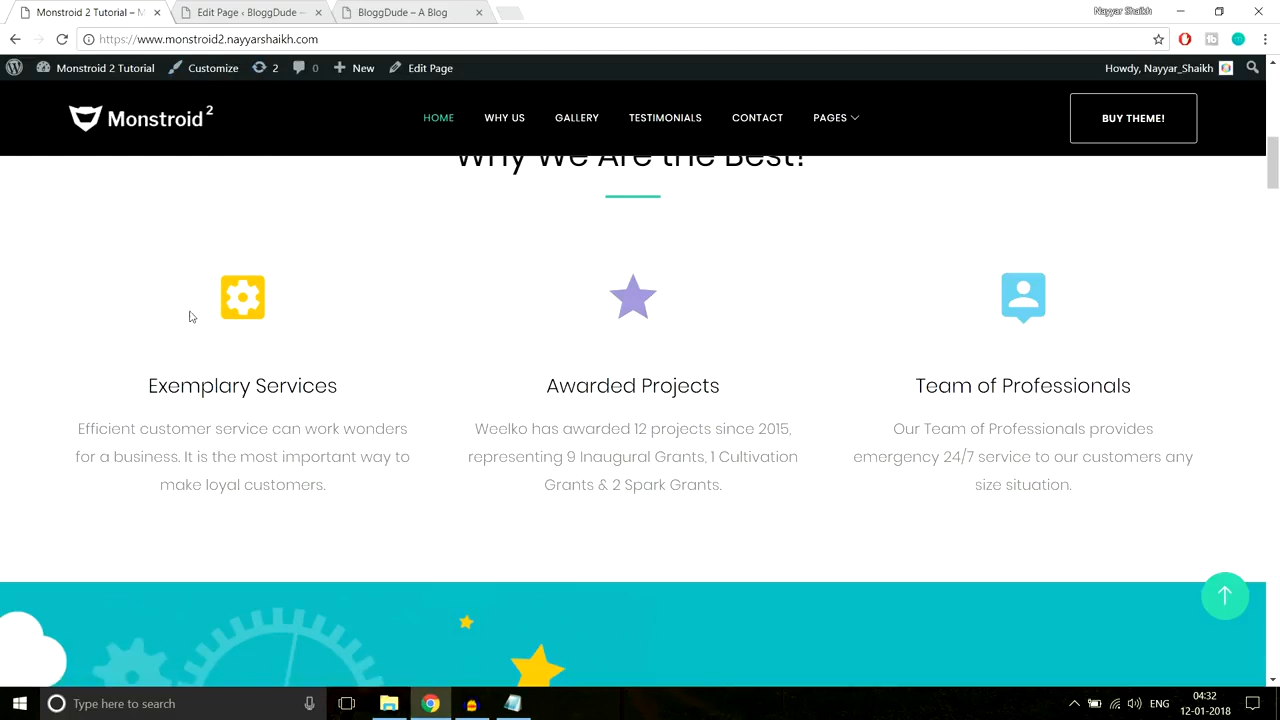 Monstroid 2 Tutorial – M
Edit Page ‹ BloggDude —
BloggDude – A Blog
Nayyar Shaikh
https://www.monstroid2.nayyarshaikh.com
Monstroid 2 Tutorial
Customize
2
0
New
Edit Page
Howdy, Nayyar_Shaikh
Monstroid 2
HOME
WHY US
GALLERY
TESTIMONIALS
CONTACT
PAGES
BUY THEME!
Why We Are the Best?
Exemplary Services
Efficient customer service can work wonders
for a business. It is the most important way to
make loyal customers.
Awarded Projects
Weelko has awarded 12 projects since 2015,
representing 9 Inaugural Grants, 1 Cultivation
Grants & 2 Spark Grants.
Team of Professionals
Our Team of Professionals provides
emergency 24/7 service to our customers any
size situation.
Type here to search
ENG
04:32
12-01-2018